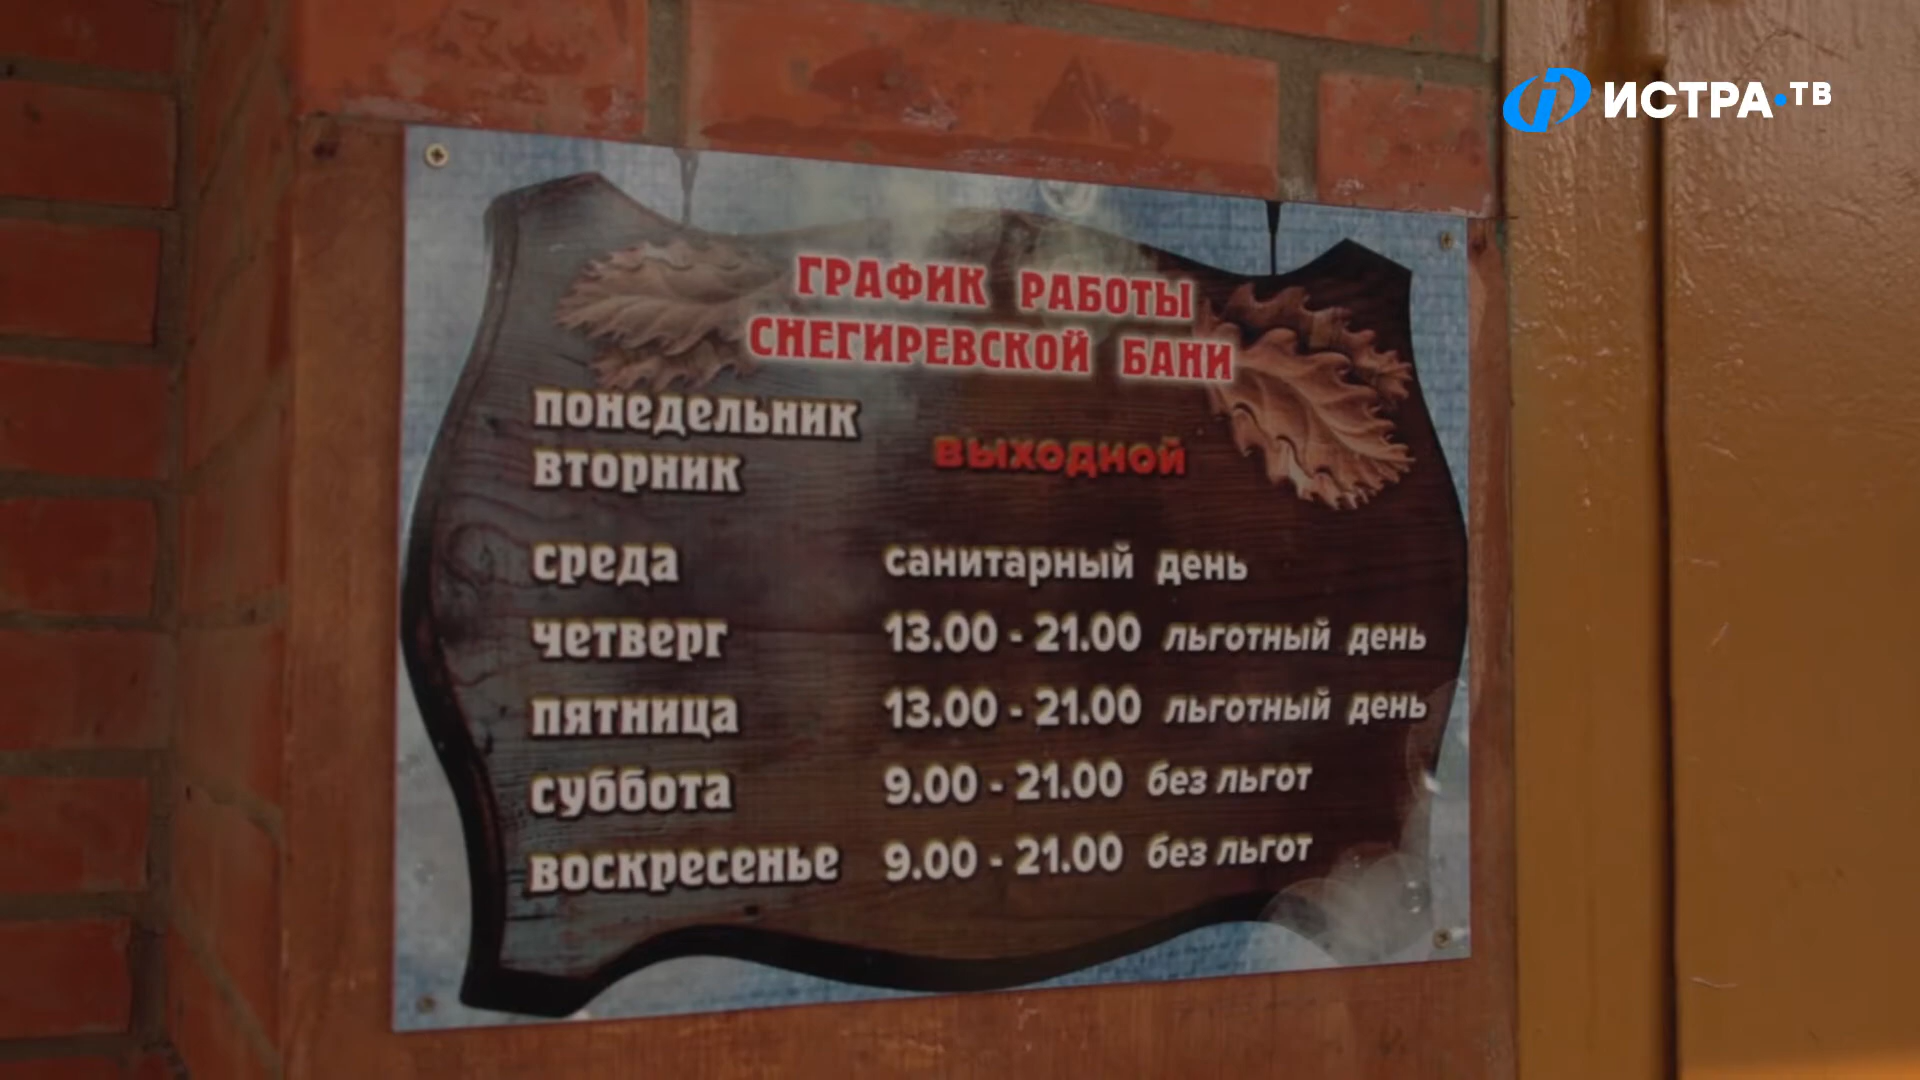 ИСТРА•ТВ
ГРАФИК РАБОТЫ
СНЕГИРЕВСКОЙ БАНИ
понедельник
вторник
выходной
среда санитарный день
четверг 13.00 - 21.00 льготный день
пятница 13.00 - 21.00 льготный день
суббота 9.00 - 21.00 без льгот
воскресенье 9.00 - 21.00 без льгот